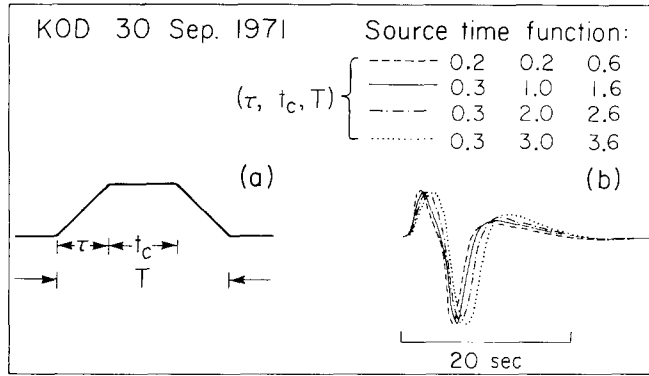 KOD 30 Sep. 1971
Source time function:
(τ, t_c, T)
0.2 0.2 0.6
0.3 1.0 1.6
0.3 2.0 2.6
0.3 3.0 3.6
(a)
(b)
τ t_c
T
20 sec